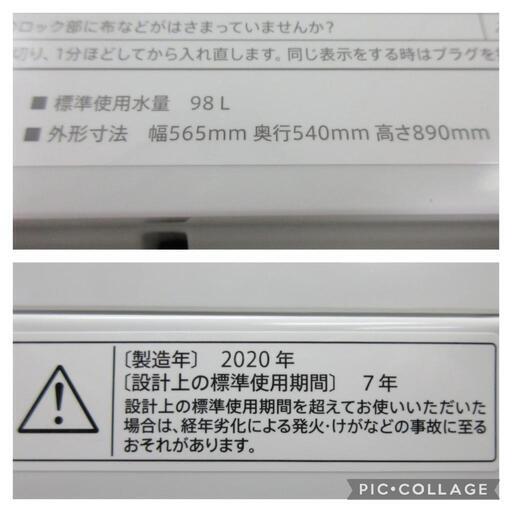 ロック部に布などがはさまっていませんか?
切り、1分ほどしてから入れ直します。同じ表示をする時はプラグを
■ 標準使用水量 98L
■ 外形寸法 幅565mm 奥行540mm 高さ890mm
〔製造年〕 2020年
〔設計上の標準使用期間〕 7年
設計上の標準使用期間を超えてお使いいただいた
場合は、経年劣化による発火・けがなどの事故に至る
おそれがあります。
PIC•COLLAGE